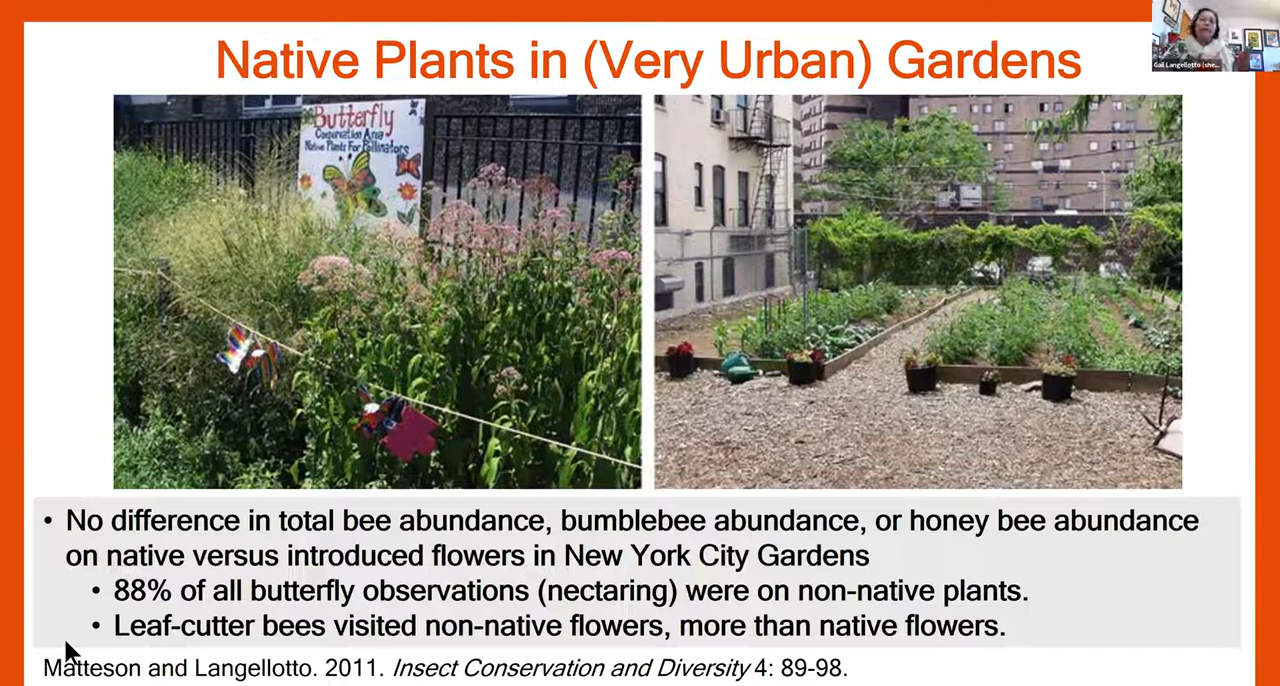 Native Plants in (Very Urban) Gardens
Gail Langellotto (she...
Butterfly
Conservation Area
Native Plants For Pollinators
• No difference in total bee abundance, bumblebee abundance, or honey bee abundance
on native versus introduced flowers in New York City Gardens
• 88% of all butterfly observations (nectaring) were on non-native plants.
• Leaf-cutter bees visited non-native flowers, more than native flowers.
Matteson and Langellotto. 2011. Insect Conservation and Diversity 4: 89-98.